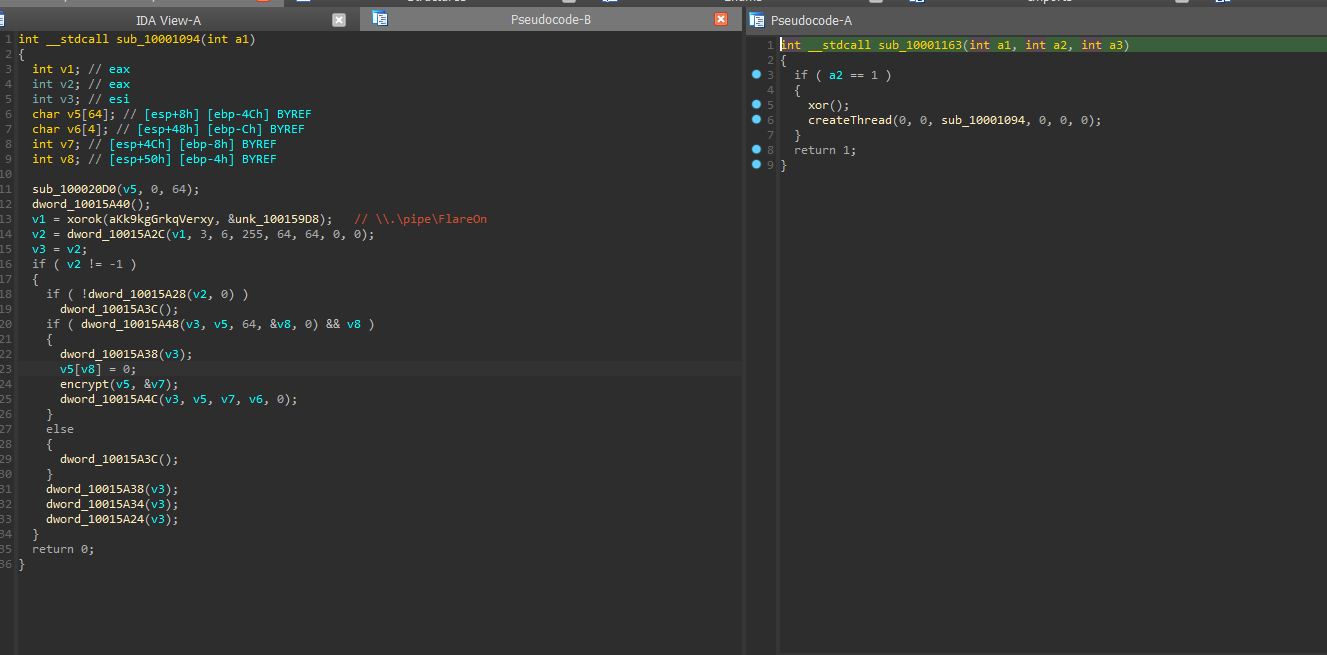 Structures
Enums
Imports
IDA View-A
Pseudocode-B
Pseudocode-A
1 int __stdcall sub_10001094(int a1)
2 {
3 int v1; // eax
4 int v2; // eax
5 int v3; // esi
6 char v5[64]; // [esp+8h] [ebp-4Ch] BYREF
7 char v6[4]; // [esp+48h] [ebp-Ch] BYREF
8 int v7; // [esp+4Ch] [ebp-8h] BYREF
9 int v8; // [esp+50h] [ebp-4h] BYREF
10
11 sub_100020D0(v5, 0, 64);
12 dword_10015A40();
13 v1 = xorok(aKk9kgGrkqVerxy, &unk_100159D8); // \\.\pipe\FlareOn
14 v2 = dword_10015A2C(v1, 3, 6, 255, 64, 64, 0, 0);
15 v3 = v2;
16 if ( v2 != -1 )
17 {
18 if ( !dword_10015A28(v2, 0) )
19 dword_10015A3C();
20 if ( dword_10015A48(v3, v5, 64, &v8, 0) && v8 )
21 {
22 dword_10015A38(v3);
23 v5[v8] = 0;
24 encrypt(v5, &v7);
25 dword_10015A4C(v3, v5, v7, v6, 0);
26 }
27 else
28 {
29 dword_10015A3C();
30 }
31 dword_10015A38(v3);
32 dword_10015A34(v3);
33 dword_10015A24(v3);
34 }
35 return 0;
36 }
1 int __stdcall sub_10001163(int a1, int a2, int a3)
2 {
3 if ( a2 == 1 )
4 {
5 xor();
6 createThread(0, 0, sub_10001094, 0, 0, 0);
7 }
8 return 1;
9 }